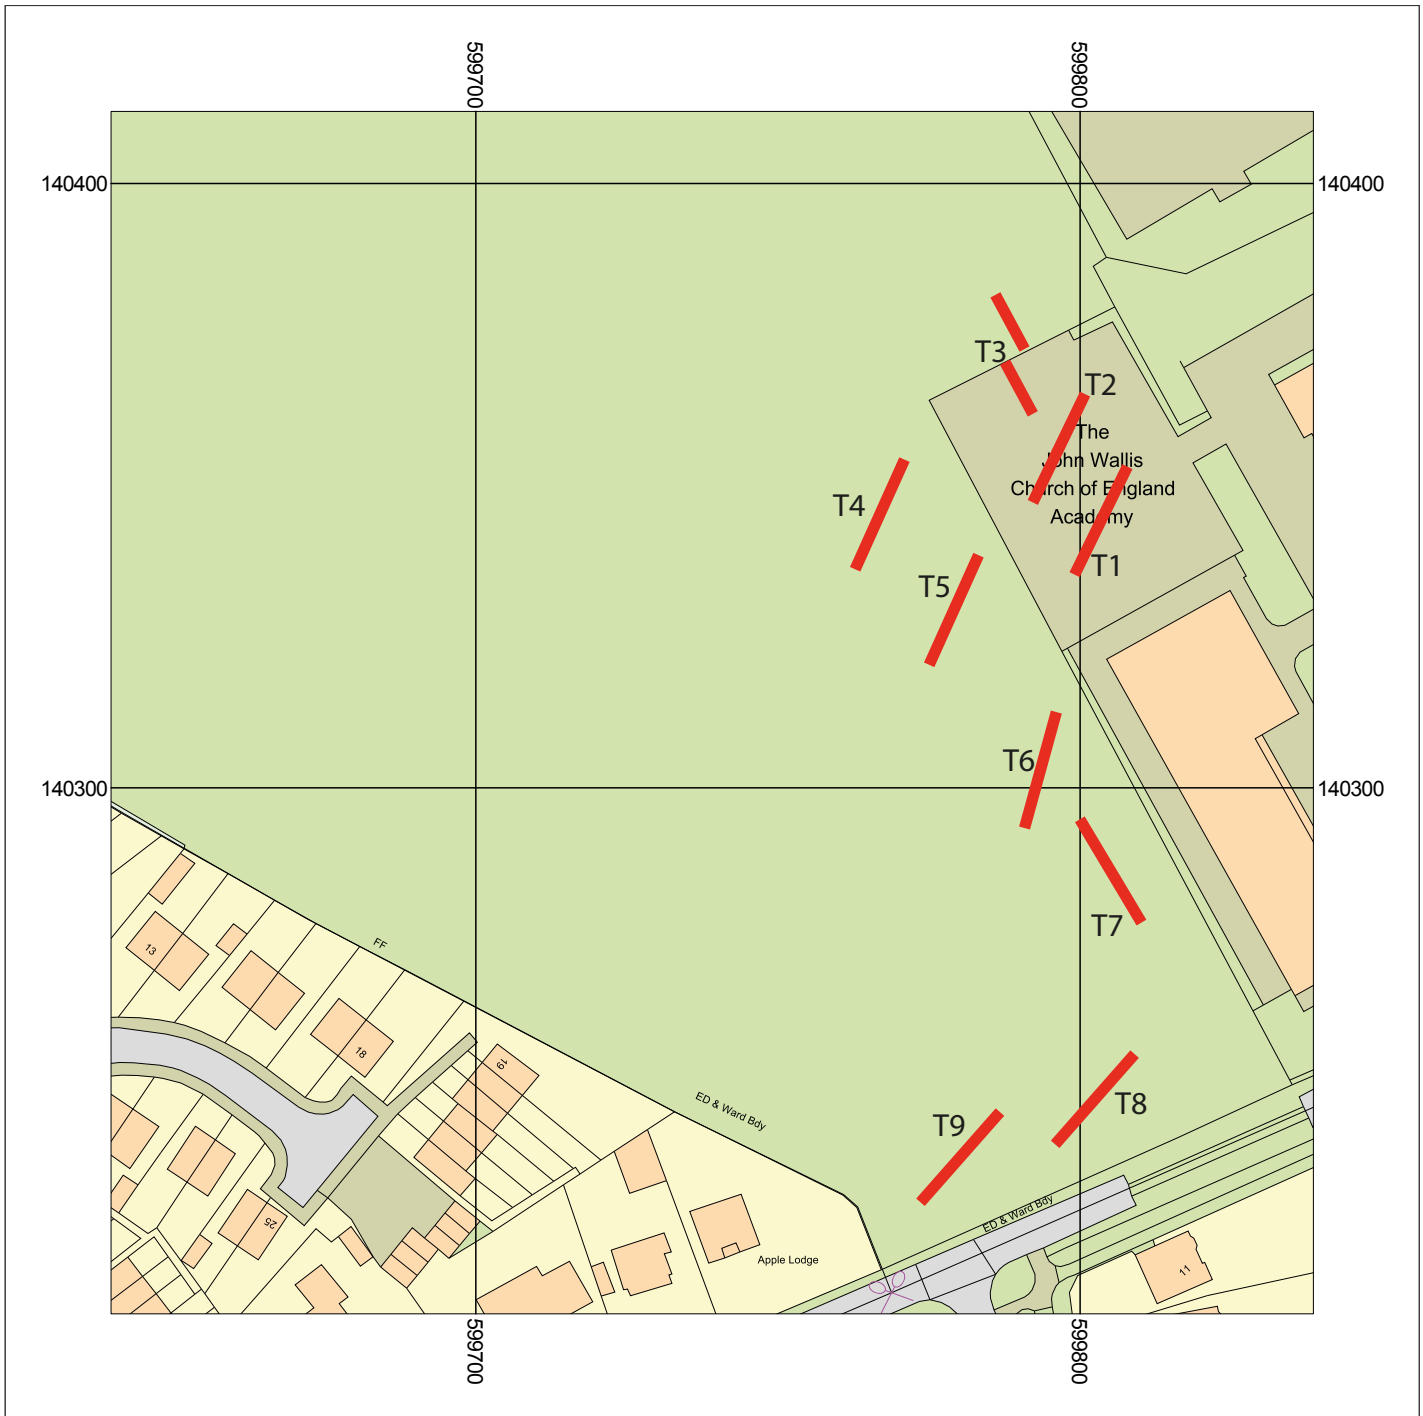 599700
599800
140400
140400
T3
T2
The
John Wallis
Church of England
Academy
T4
T1
T5
T6
140300
140300
T7
FF
13
18
19
ED & Ward Bdy
T8
T9
ED & Ward Bdy
25
Apple Lodge
11
599700
599800